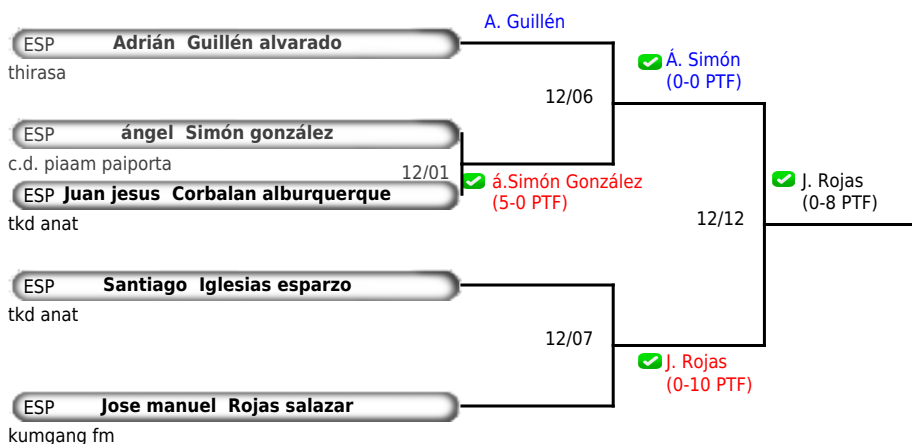 A. Guillén
ESP Adrián Guillén alvarado
thirasa
Á. Simón
(0-0 PTF)
12/06
ESP ángel Simón gonzález
c.d. piaam paiporta
12/01
á.Simón González
(5-0 PTF)
J. Rojas
(0-8 PTF)
ESP Juan jesus Corbalan alburquerque
tkd anat
12/12
ESP Santiago Iglesias esparzo
tkd anat
12/07
J. Rojas
(0-10 PTF)
ESP Jose manuel Rojas salazar
kumgang fm